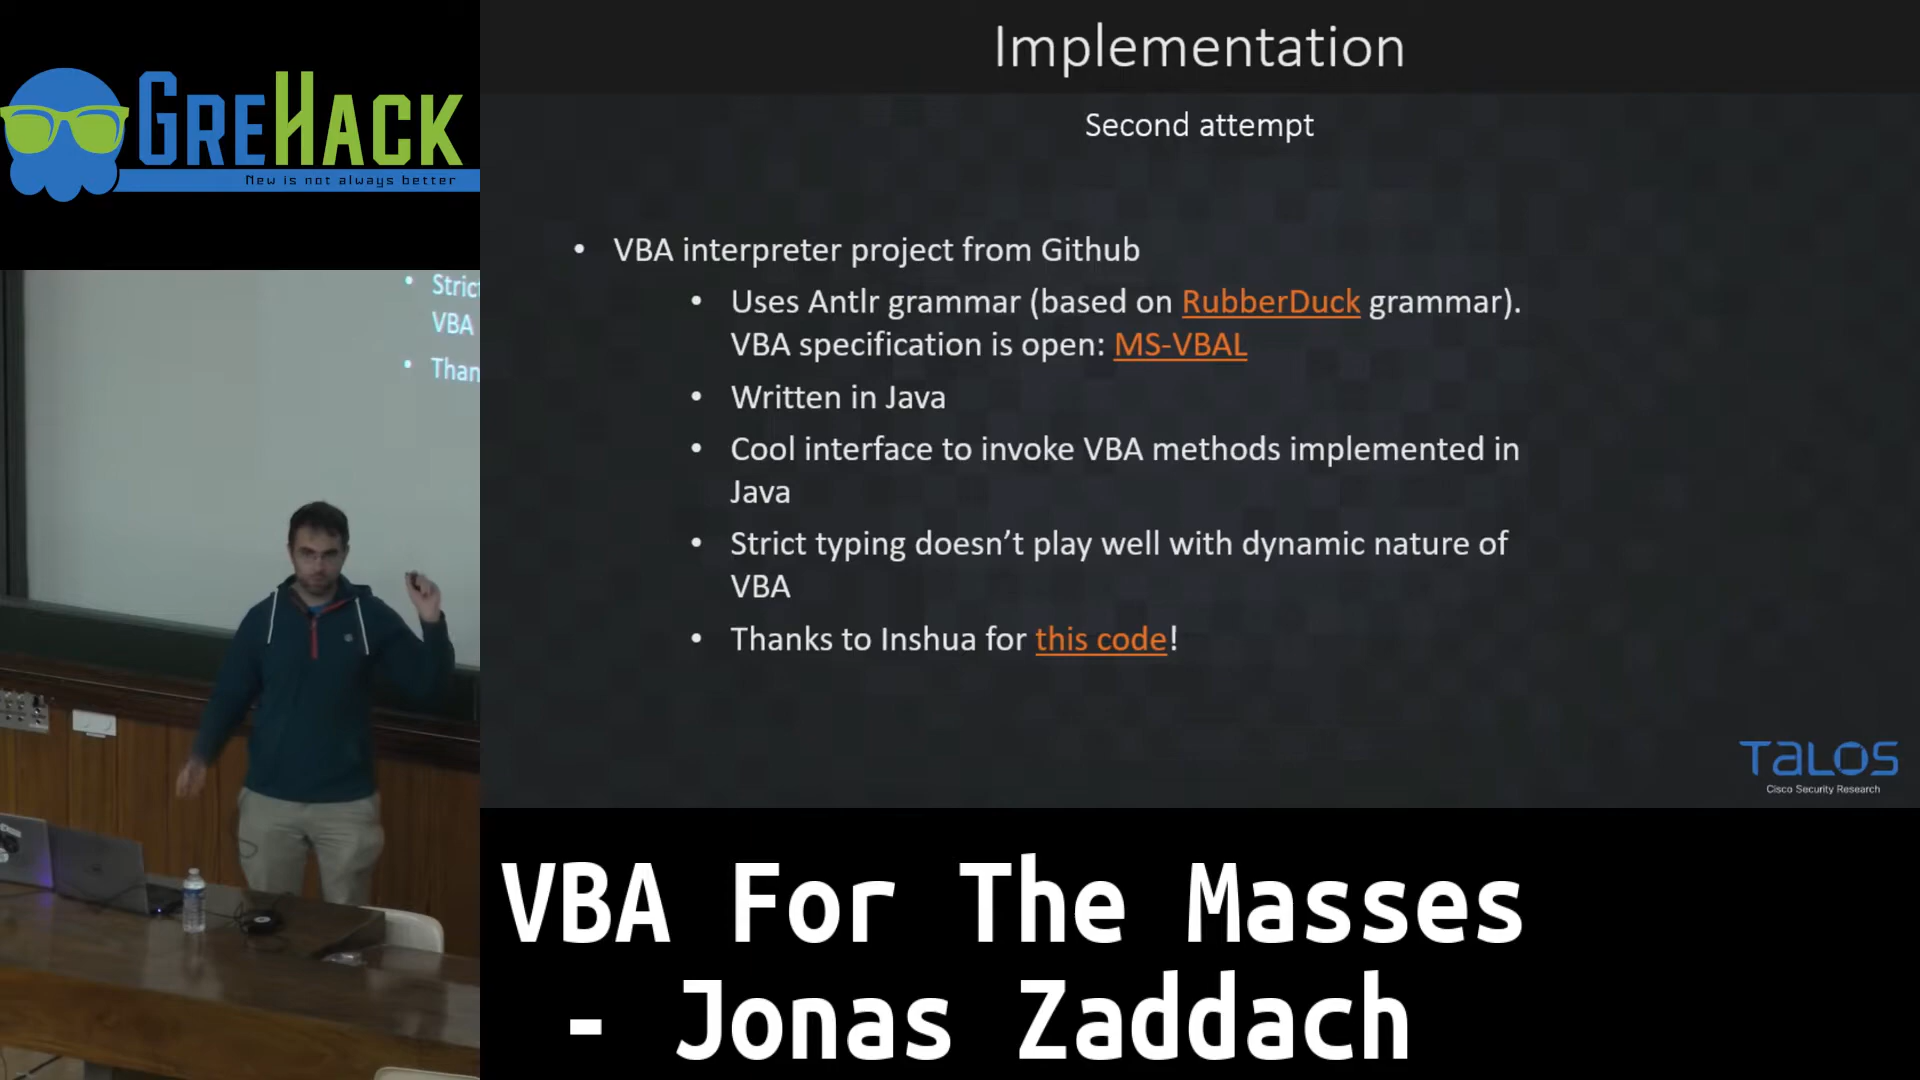 GREHACK
New is not always better
Implementation
Second attempt
• VBA interpreter project from Github
• Uses Antlr grammar (based on RubberDuck grammar).
VBA specification is open: MS-VBAL
• Written in Java
• Cool interface to invoke VBA methods implemented in
Java
• Strict typing doesn’t play well with dynamic nature of
VBA
• Thanks to Inshua for this code!
TALOS
Cisco Security Research
• Stric
VBA
• Than
VBA For The Masses
- Jonas Zaddach